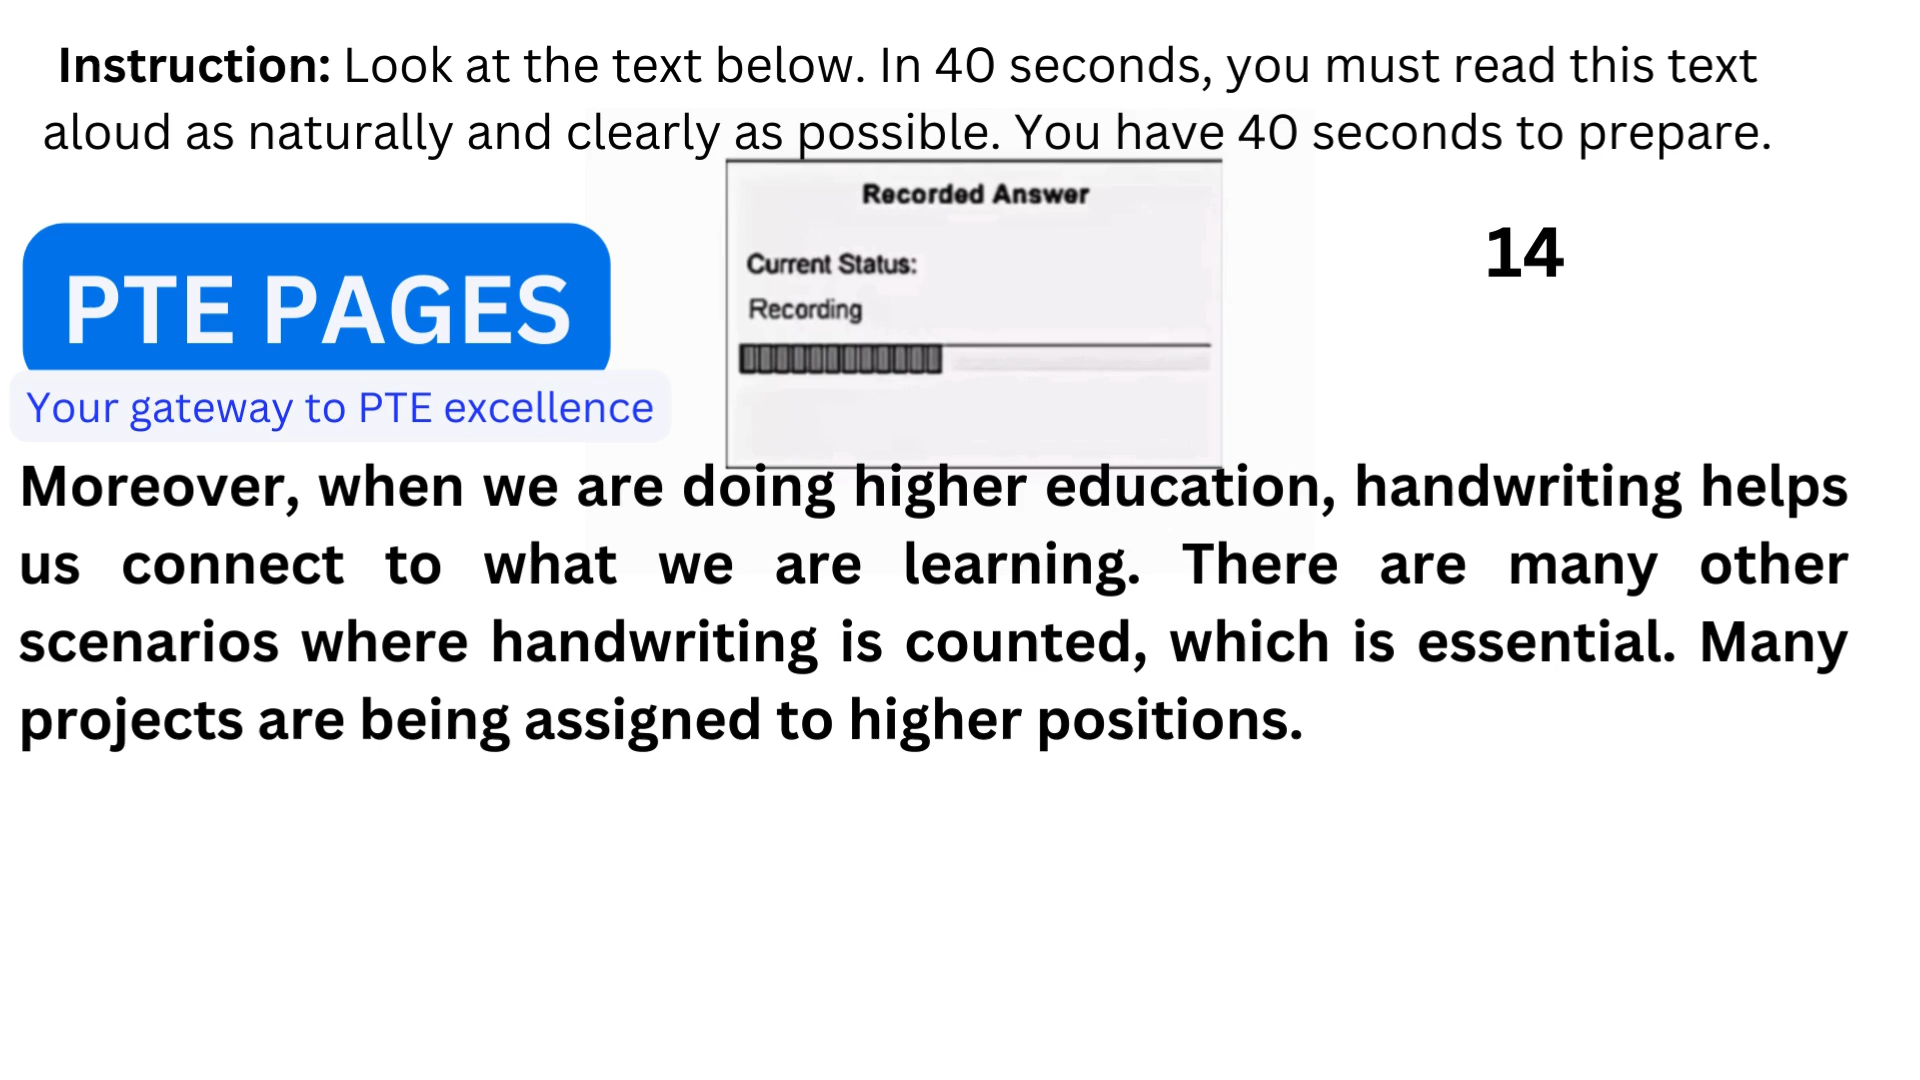 Instruction: Look at the text below. In 40 seconds, you must read this text
aloud as naturally and clearly as possible. You have 40 seconds to prepare.
Recorded Answer
Current Status:
Recording
14
PTE PAGES
Your gateway to PTE excellence
Moreover, when we are doing higher education, handwriting helps
us connect to what we are learning. There are many other
scenarios where handwriting is counted, which is essential. Many
projects are being assigned to higher positions.